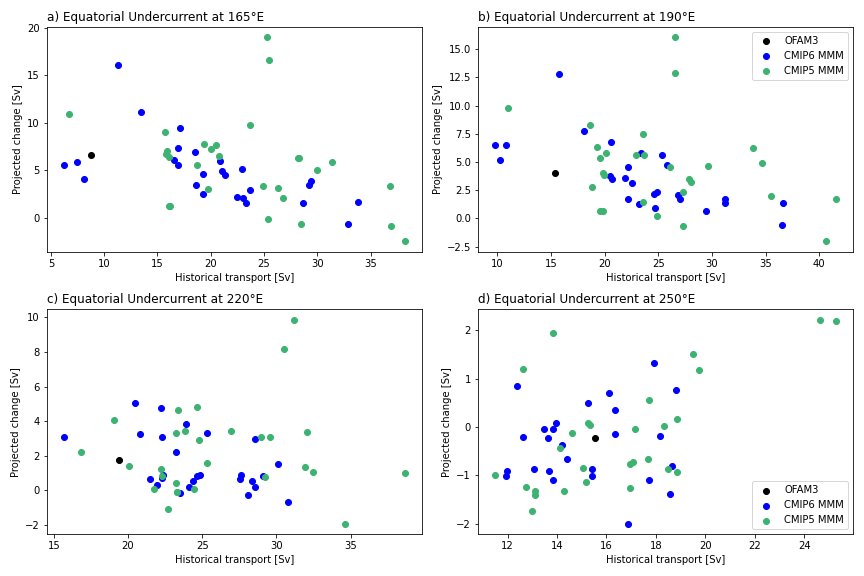 a) Equatorial Undercurrent at 165°E
20
15
10
5
0
Projected change [Sv]
5 10 15 20 25 30 35
Historical transport [Sv]
b) Equatorial Undercurrent at 190°E
OFAM3
CMIP6 MMM
CMIP5 MMM
15.0
12.5
10.0
7.5
5.0
2.5
0.0
−2.5
Projected change [Sv]
10 15 20 25 30 35 40
Historical transport [Sv]
c) Equatorial Undercurrent at 220°E
10
8
6
4
2
0
−2
Projected change [Sv]
15 20 25 30 35
Historical transport [Sv]
d) Equatorial Undercurrent at 250°E
2
1
0
−1
−2
Projected change [Sv]
OFAM3
CMIP6 MMM
CMIP5 MMM
12 14 16 18 20 22 24
Historical transport [Sv]